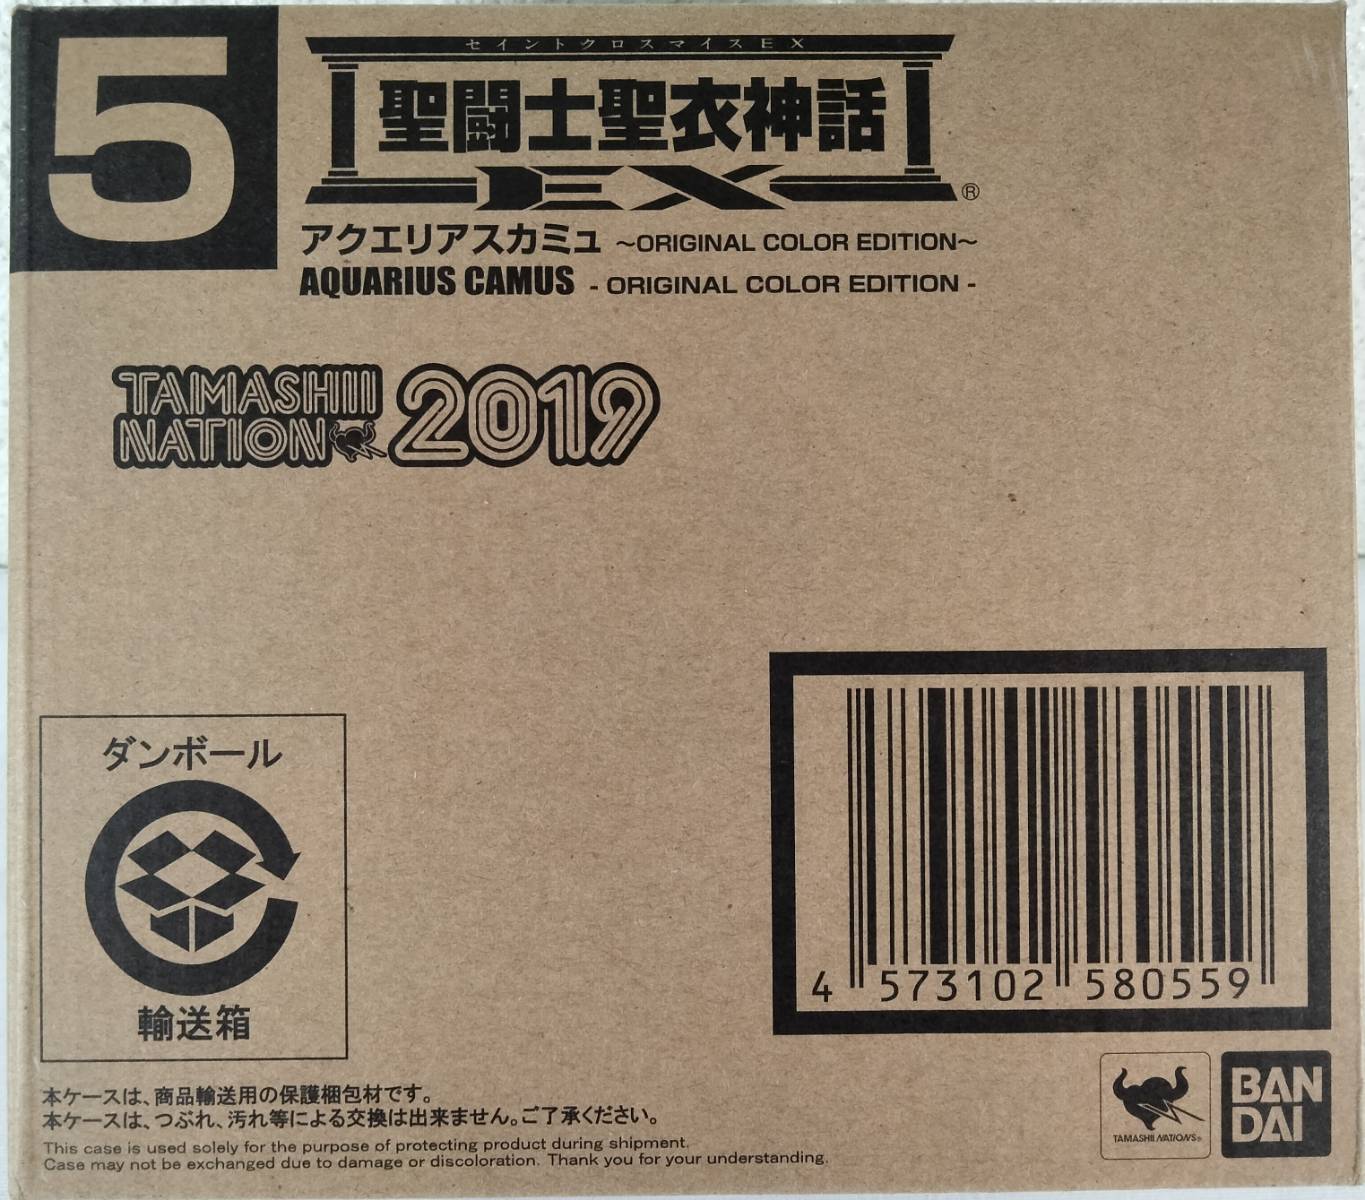 5
セイントクロスマイスEX
聖闘士聖衣神話
EX®
アクエリアスカミュ ～ORIGINAL COLOR EDITION～
AQUARIUS CAMUS - ORIGINAL COLOR EDITION -
TAMASHII
NATION 2019
ダンボール
輸送箱
4 573102 580559
本ケースは、商品輸送用の保護梱包材です。
本ケースは、つぶれ、汚れ等による交換は出来ません。ご了承ください。
This case is used solely for the purpose of protecting product during shipment.
Case may not be exchanged due to damage or discoloration. Thank you for your understanding.
TAMASHII NATIONS®
BAN
DAI